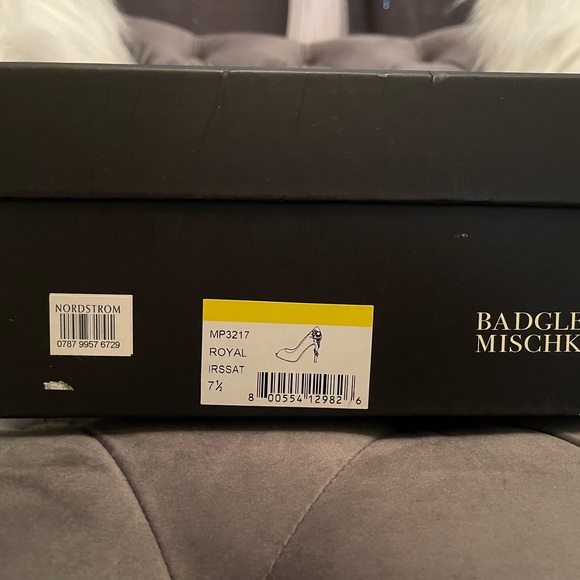 NORDSTROM
0787 9957 6729
MP3217
ROYAL
IRSSAT
7½
8 00554 12982 6
BADGLE
MISCHK